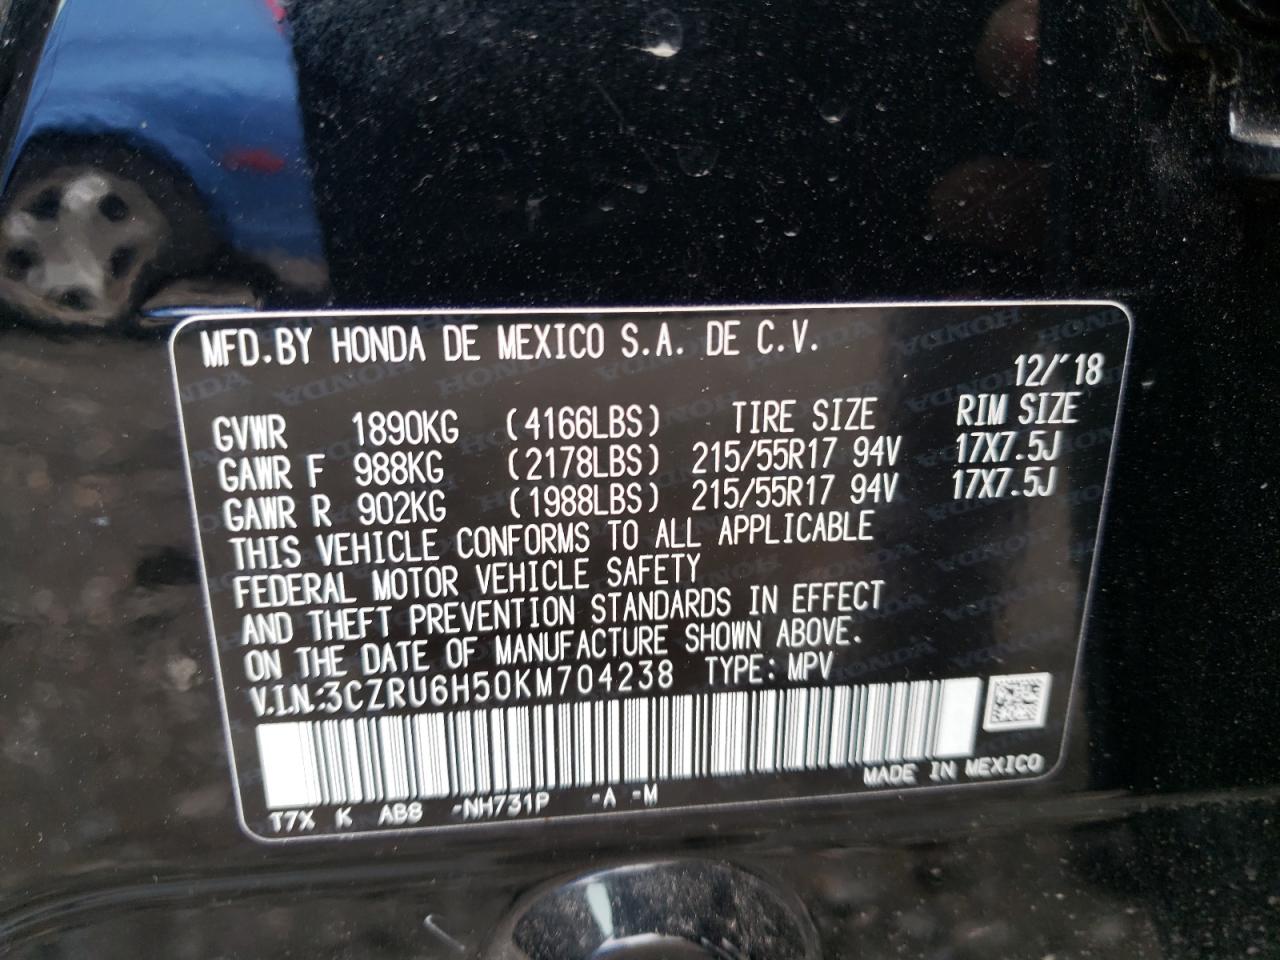 MFD.BY HONDA DE MEXICO S.A. DE C.V.
12/'18
GVWR 1890KG (4166LBS) TIRE SIZE RIM SIZE
GAWR F 988KG (2178LBS) 215/55R17 94V 17X7.5J
GAWR R 902KG (1988LBS) 215/55R17 94V 17X7.5J
THIS VEHICLE CONFORMS TO ALL APPLICABLE
FEDERAL MOTOR VEHICLE SAFETY
AND THEFT PREVENTION STANDARDS IN EFFECT
ON THE DATE OF MANUFACTURE SHOWN ABOVE.
V.I.N.:3CZRU6H50KM704238 TYPE: MPV
MADE IN MEXICO
T7X K AB8 -NH731P -A -M